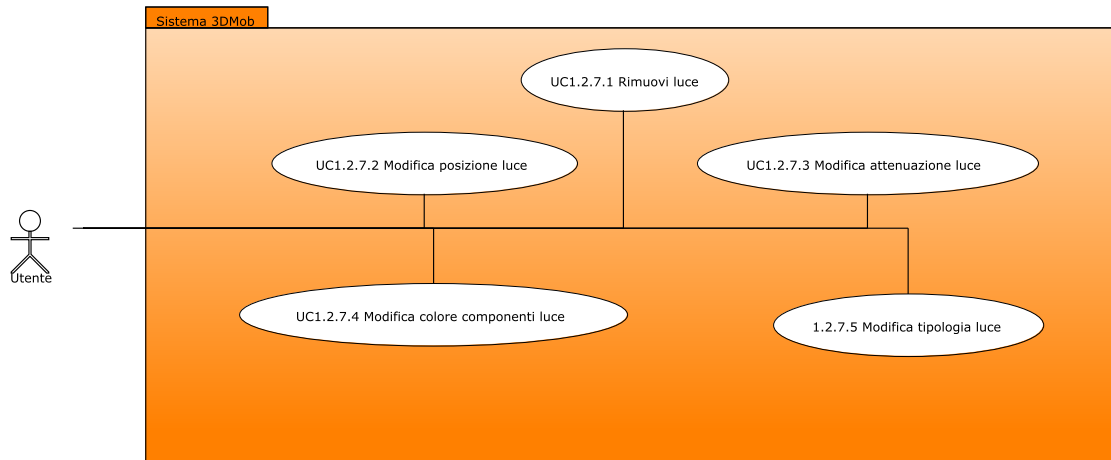 Sistema 3DMob
UC1.2.7.1 Rimuovi luce
UC1.2.7.2 Modifica posizione luce
UC1.2.7.3 Modifica attenuazione luce
Utente
UC1.2.7.4 Modifica colore componenti luce
1.2.7.5 Modifica tipologia luce